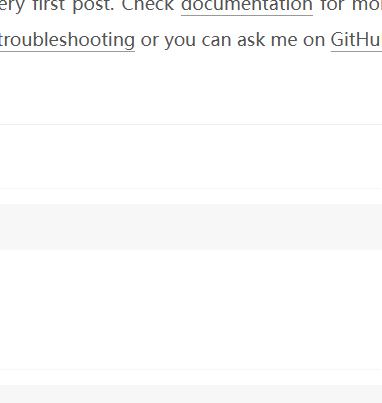 ery first post. Check documentation for mo
troubleshooting or you can ask me on GitHu